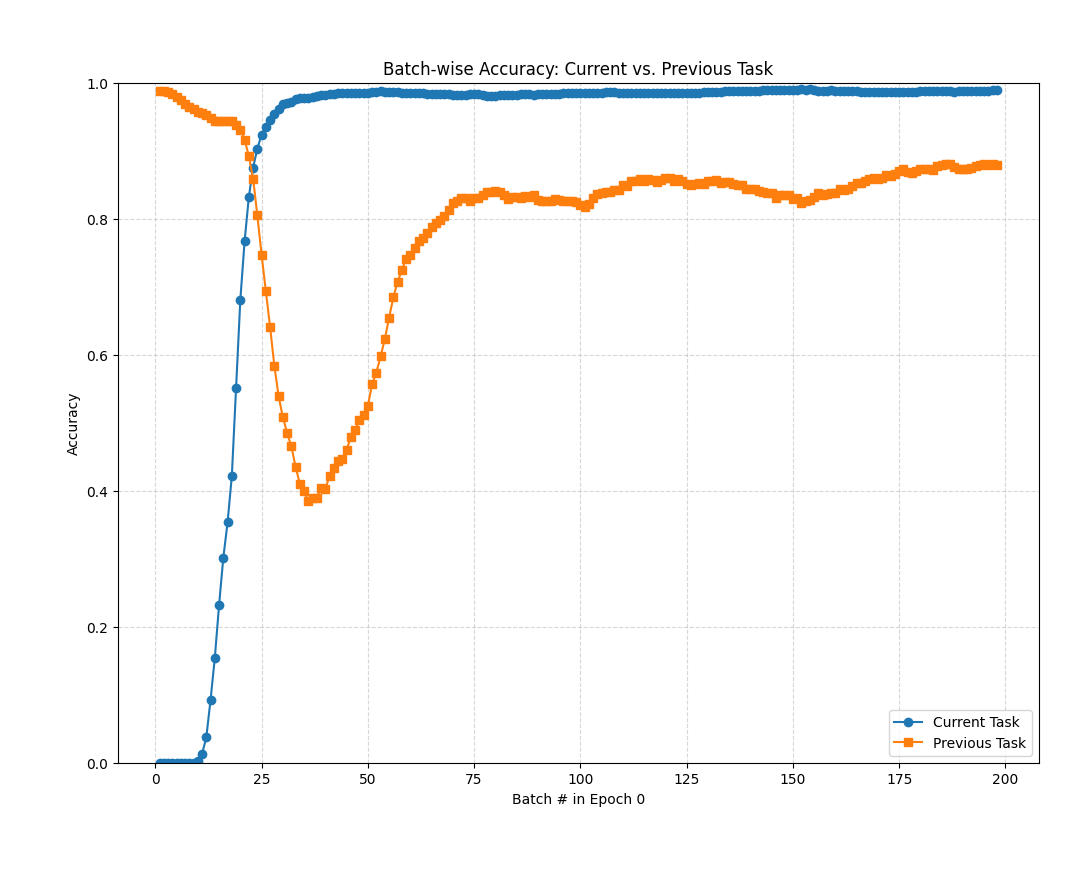 Batch-wise Accuracy: Current vs. Previous Task
1.0
0.8
0.6
0.4
0.2
0.0
Accuracy
0 25 50 75 100 125 150 175 200
Batch # in Epoch 0
Current Task
Previous Task